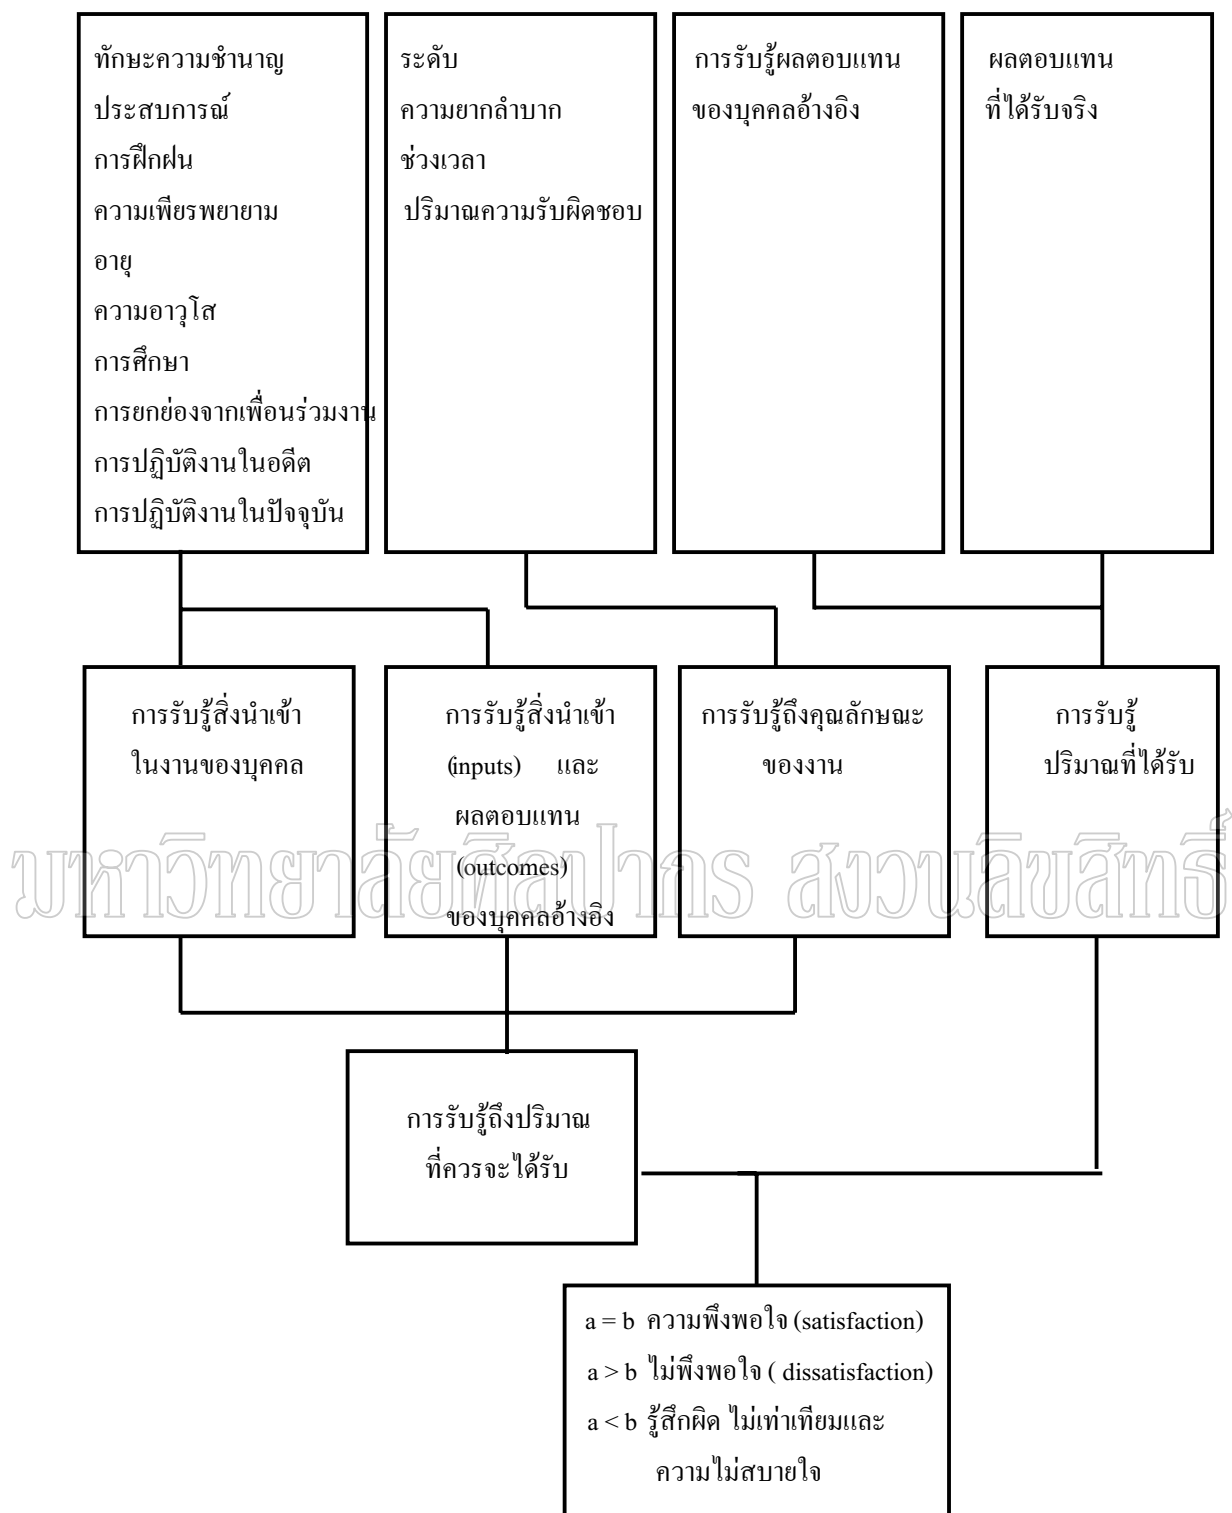 ทักษะความชำนาญ
ประสบการณ์
การฝึกฝน
ความเพียรพยายาม
อายุ
ความอาวุโส
การศึกษา
การยกย่องจากเพื่อนร่วมงาน
การปฏิบัติงานในอดีต
การปฏิบัติงานในปัจจุบัน
ระดับ
ความยากลำบาก
ช่วงเวลา
ปริมาณความรับผิดชอบ
การรับรู้ผลตอบแทน
ของบุคคลอ้างอิง
ผลตอบแทน
ที่ได้รับจริง
การรับรู้สิ่งนำเข้า
ในงานของบุคคล
การรับรู้สิ่งนำเข้า
(inputs) และ
ผลตอบแทน
(outcomes)
ของบุคคลอ้างอิง
การรับรู้ถึงคุณลักษณะ
ของงาน
การรับรู้
ปริมาณที่ได้รับ
มหาวิทยาลัยศิลปากร สงวนลิขสิทธิ์
การรับรู้ถึงปริมาณ
ที่ควรจะได้รับ
a = b ความพึงพอใจ (satisfaction)
a > b ไม่พึงพอใจ ( dissatisfaction)
a < b รู้สึกผิด ไม่เท่าเทียมและ
ความไม่สบายใจ